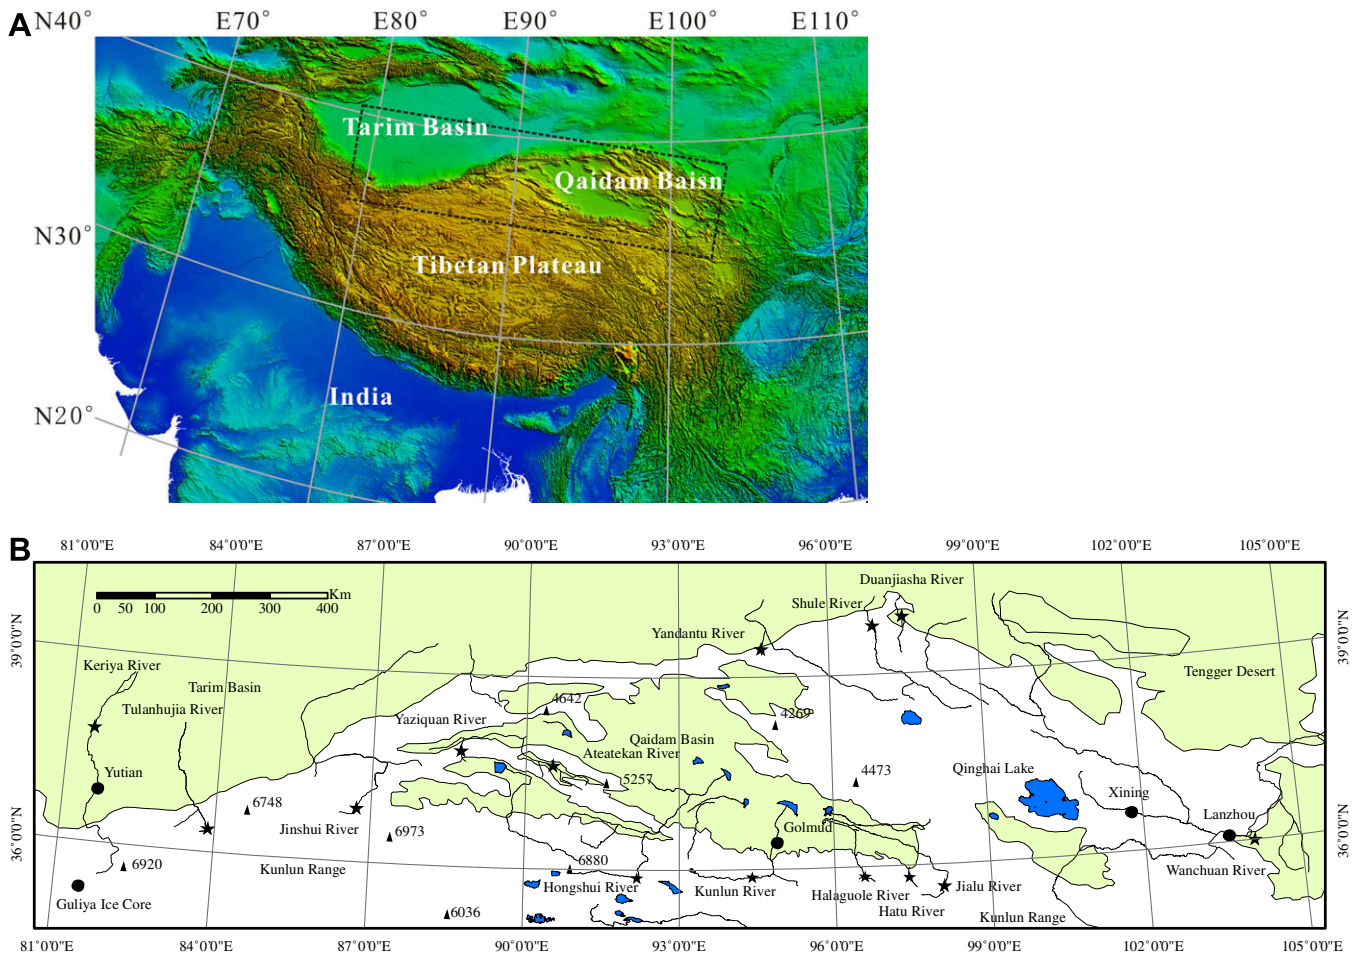 A
N40° E70° E80° E90° E100° E110°
Tarim Basin
Qaidam Baisn
N30°
Tibetan Plateau
India
N20°
B
81°0'0"E 84°0'0"E 87°0'0"E 90°0'0"E 93°0'0"E 96°0'0"E 99°0'0"E 102°0'0"E 105°0'0"E
Duanjiasha River
0 50 100 200 300 400 Km
Shule River
39°0'0"N
39°0'0"N
Yandantu River
Keriya River
Tengger Desert
Tarim Basin
4642
Tulanhujia River
4269
Yaziquan River
Qaidam Basin
Ateatekan River
Yutian
5257
4473
Qinghai Lake
Xining
6748
Jinshui River
6973
Golmud
Lanzhou
36°0'0"N
36°0'0"N
6920
Kunlun Range
6880
Wanchuan River
Hongshui River
Kunlun River
Halaguole River
Jialu River
Guliya Ice Core
6036
Hatu River
Kunlun Range
81°0'0"E 84°0'0"E 87°0'0"E 90°0'0"E 93°0'0"E 96°0'0"E 99°0'0"E 102°0'0"E 105°0'0"E